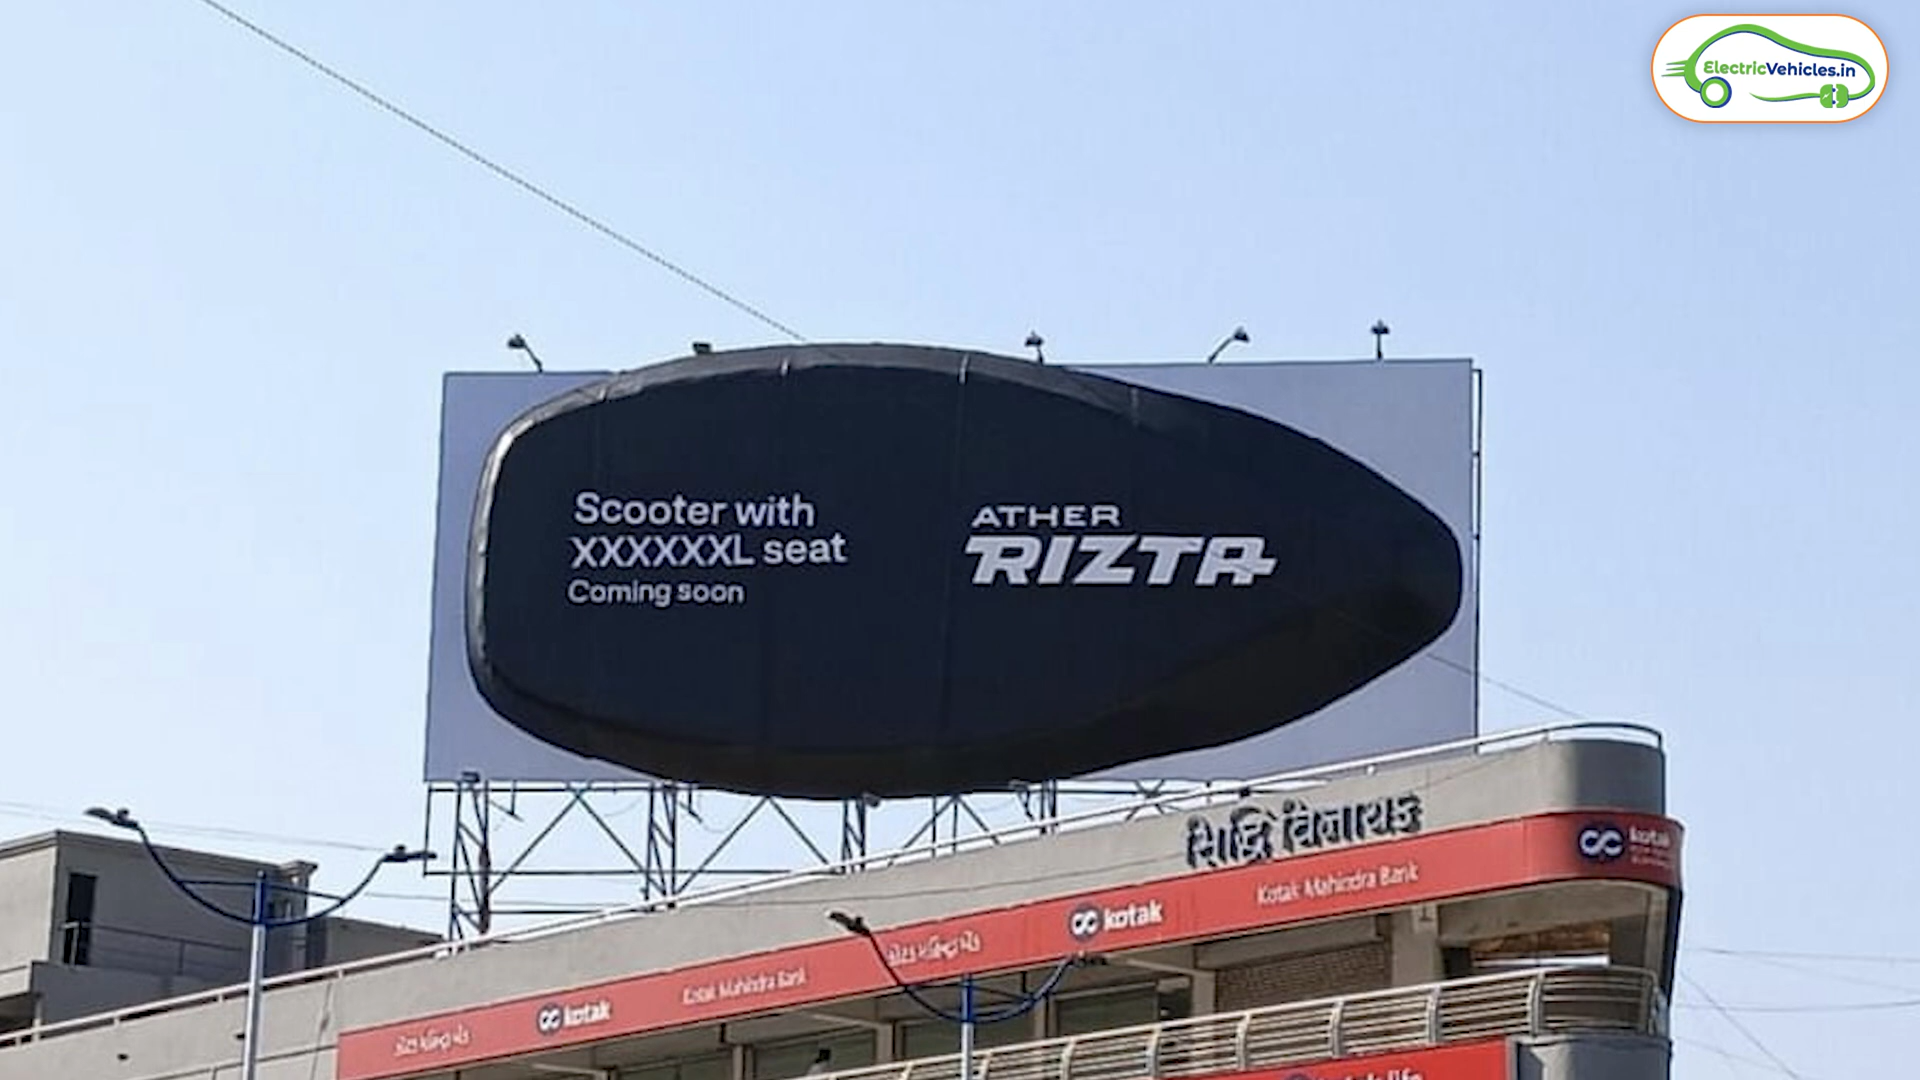 ElectricVehicles.in
Scooter with
XXXXXXL seat
Coming soon
ATHER
RIZTA
સિદ્ધિ વિનાયક
kotak
Kotak Mahindra Bank
kotak
Kotak Mahindra Bank
kotak